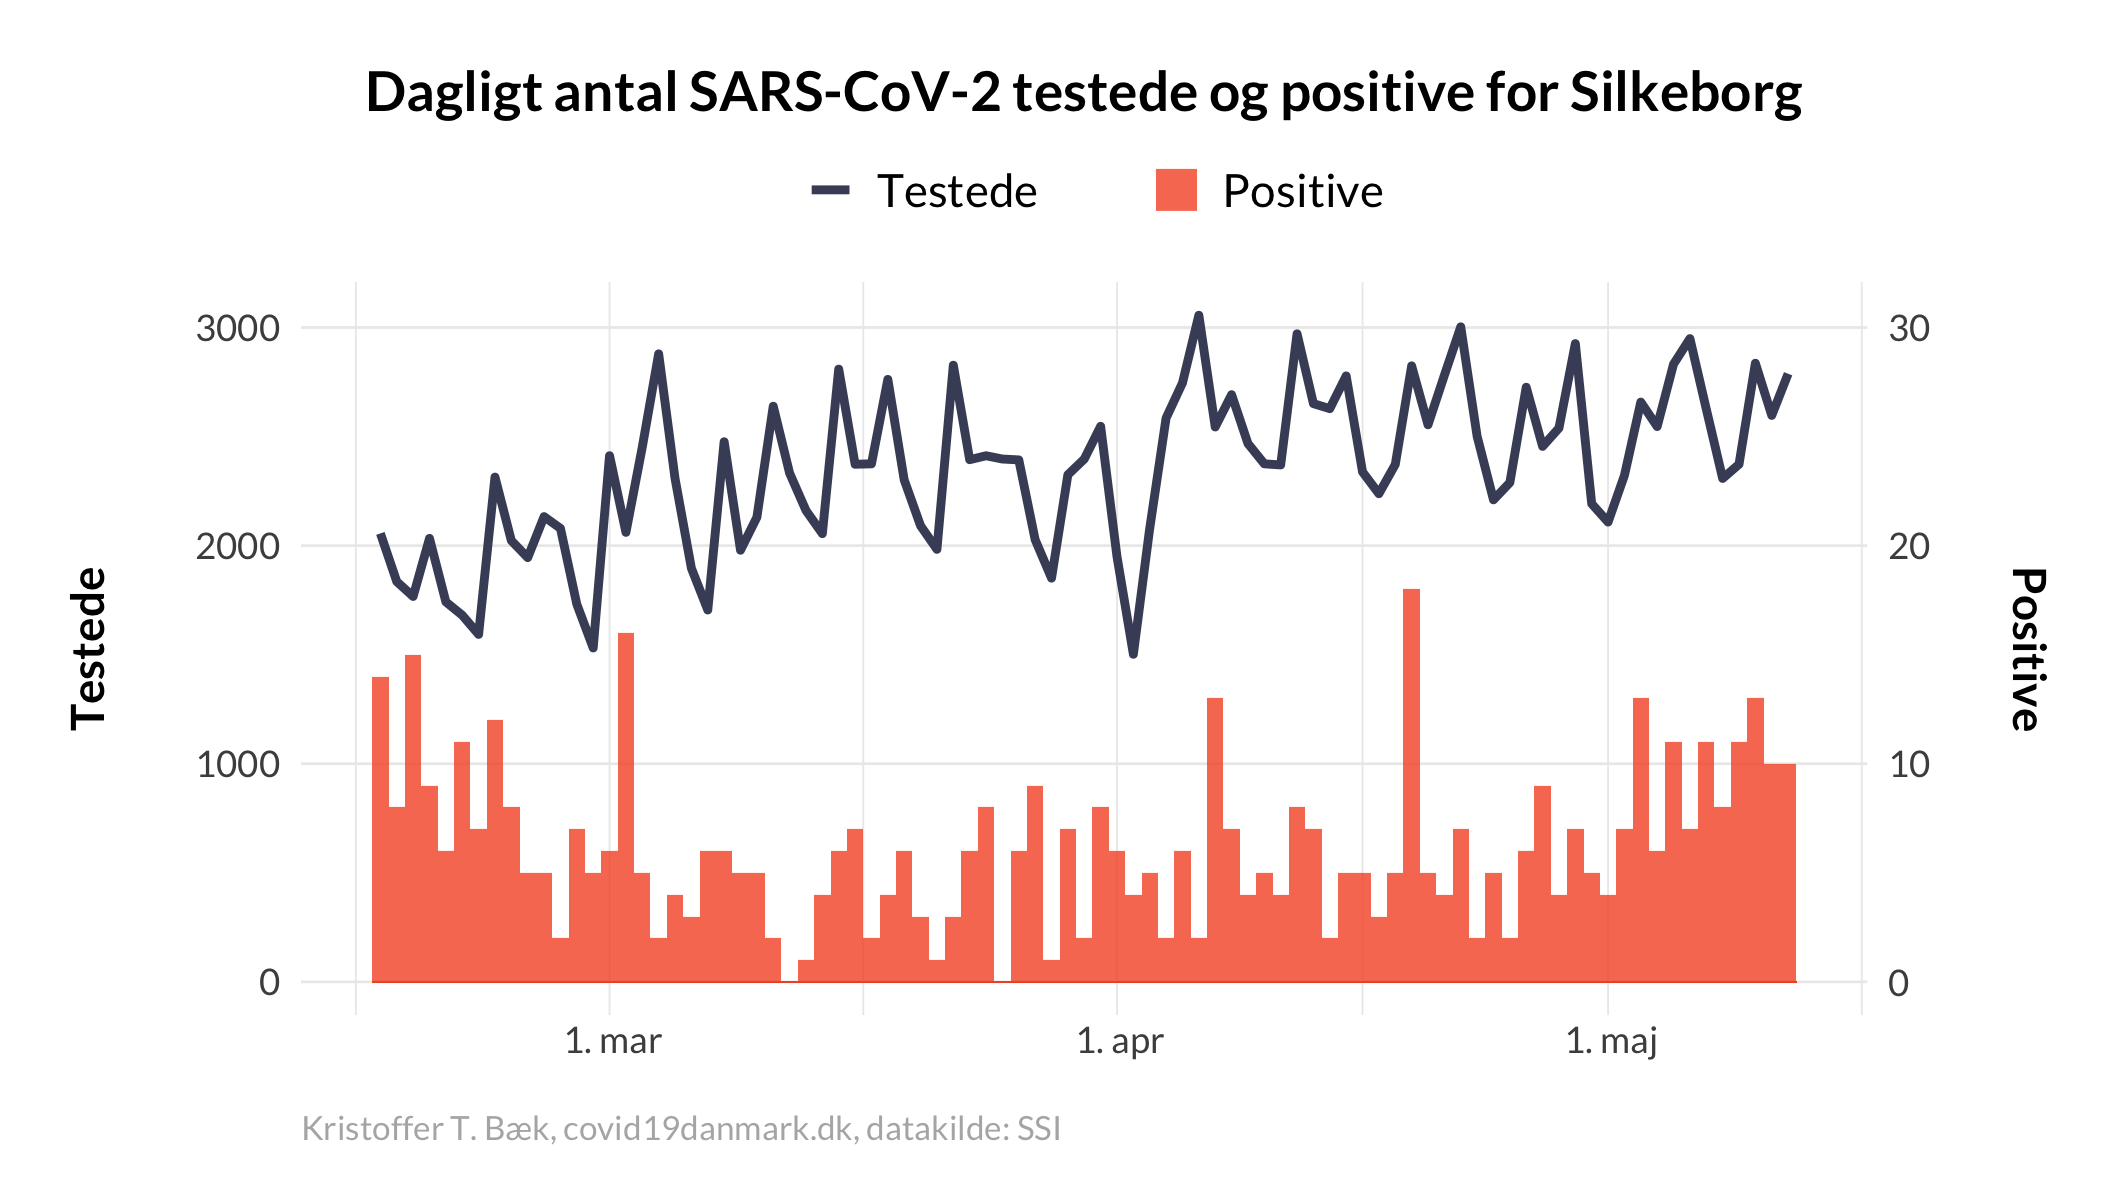 Dagligt antal SARS-CoV-2 testede og positive for Silkeborg
Testede
Positive
3000
2000
1000
0
30
20
10
0
Testede
Positive
1. mar
1. apr
1. maj
Kristoffer T. Bæk, covid19danmark.dk, datakilde: SSI